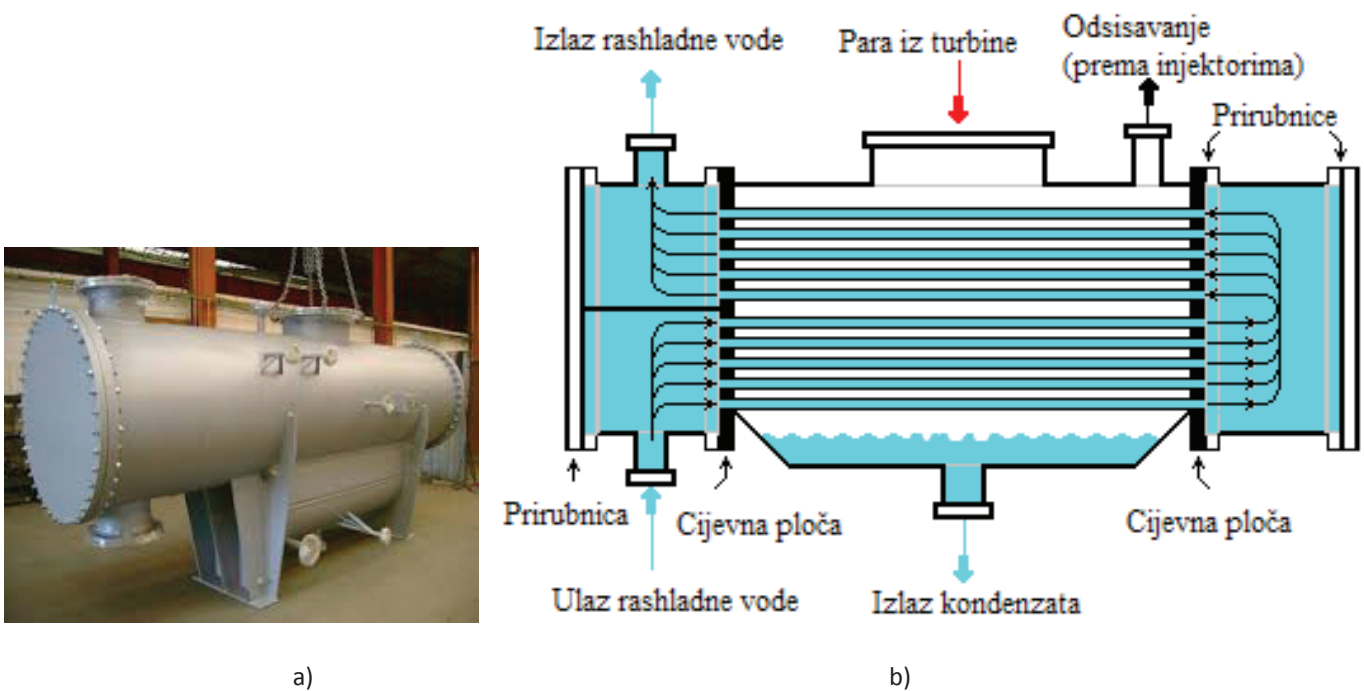 Izlaz rashladne vode
Para iz turbine
Odsisavanje
(prema injektorima)
Prirubnice
Prirubnica
Cijevna ploča
Cijevna ploča
Ulaz rashladne vode
Izlaz kondenzata
a)
b)